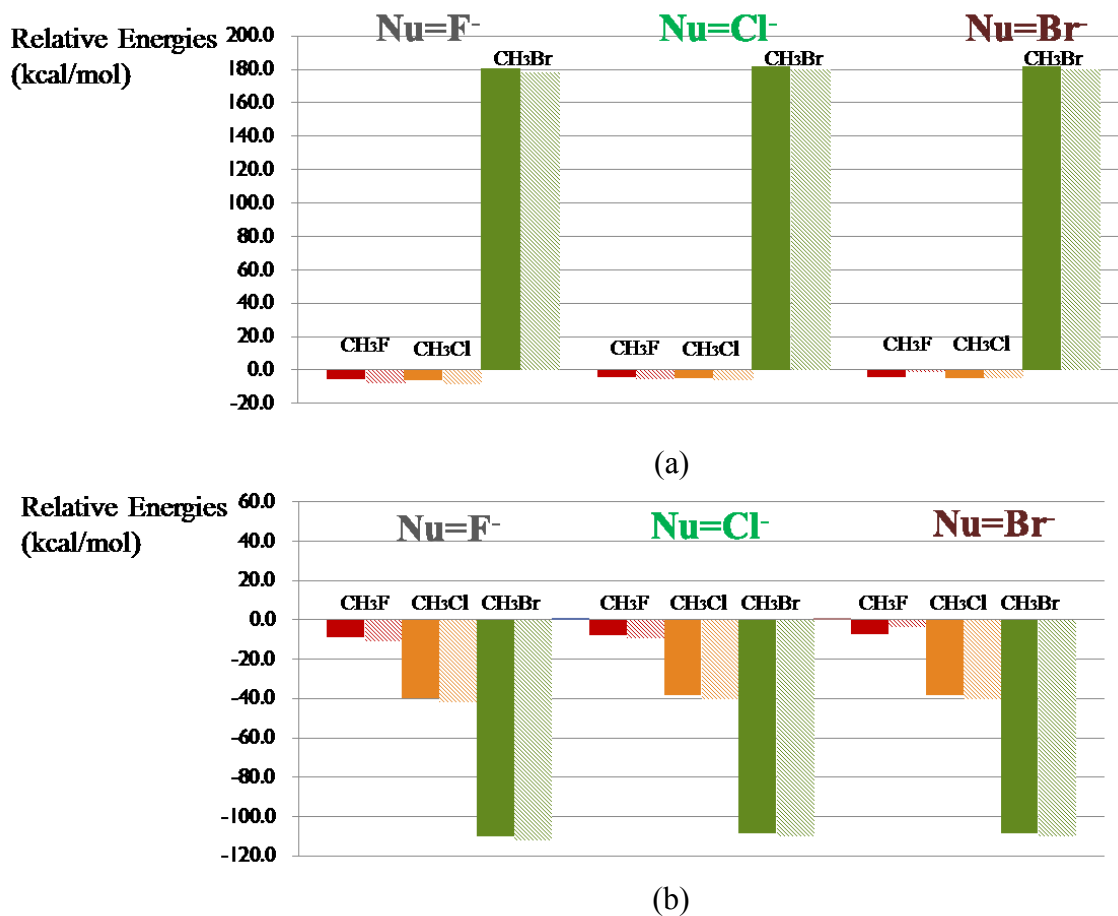 Relative Energies
(kcal/mol)
Nu=F⁻ Nu=Cl⁻ Nu=Br⁻
200.0
180.0
160.0
140.0
120.0
100.0
80.0
60.0
40.0
20.0
0.0
-20.0
CH₃Br CH₃Br CH₃Br
CH₃F CH₃Cl CH₃F CH₃Cl CH₃F CH₃Cl
(a)
Relative Energies
(kcal/mol)
Nu=F⁻ Nu=Cl⁻ Nu=Br⁻
60.0
40.0
20.0
0.0
-20.0
-40.0
-60.0
-80.0
-100.0
-120.0
CH₃F CH₃Cl CH₃Br CH₃F CH₃Cl CH₃Br CH₃F CH₃Cl CH₃Br
(b)